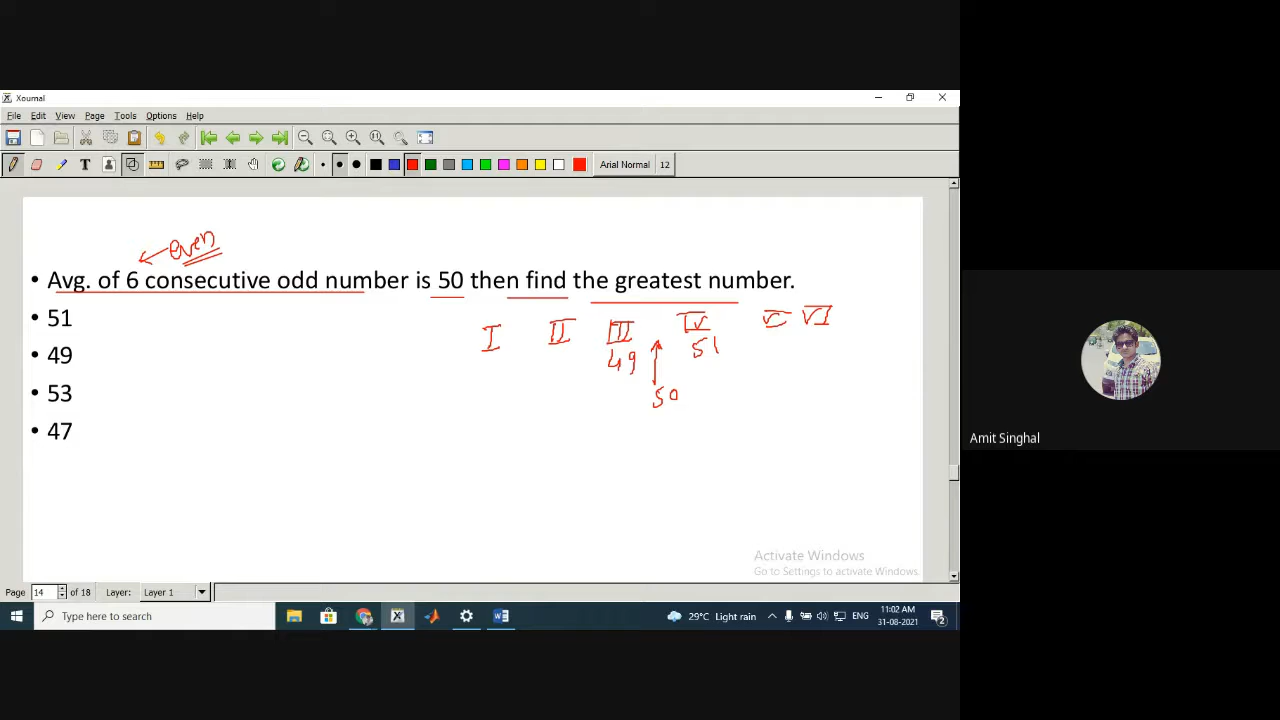 Xournal
File Edit View Page Tools Options Help
Arial Normal 12
even
• Avg. of 6 consecutive odd number is 50 then find the greatest number.
• 51
• 49
• 53
• 47
I II III IV V VI
49 51
50
Amit Singhal
Activate Windows
Go to Settings to activate Windows.
Page 14 of 18 Layer: Layer 1
Type here to search
29°C Light rain
ENG
11:02 AM
31-08-2021
2